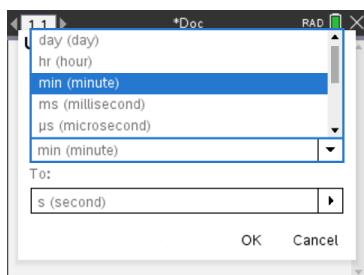 1.1 *Doc RAD
day (day)
hr (hour)
min (minute)
ms (millisecond)
µs (microsecond)
min (minute)
To:
s (second)
OK Cancel